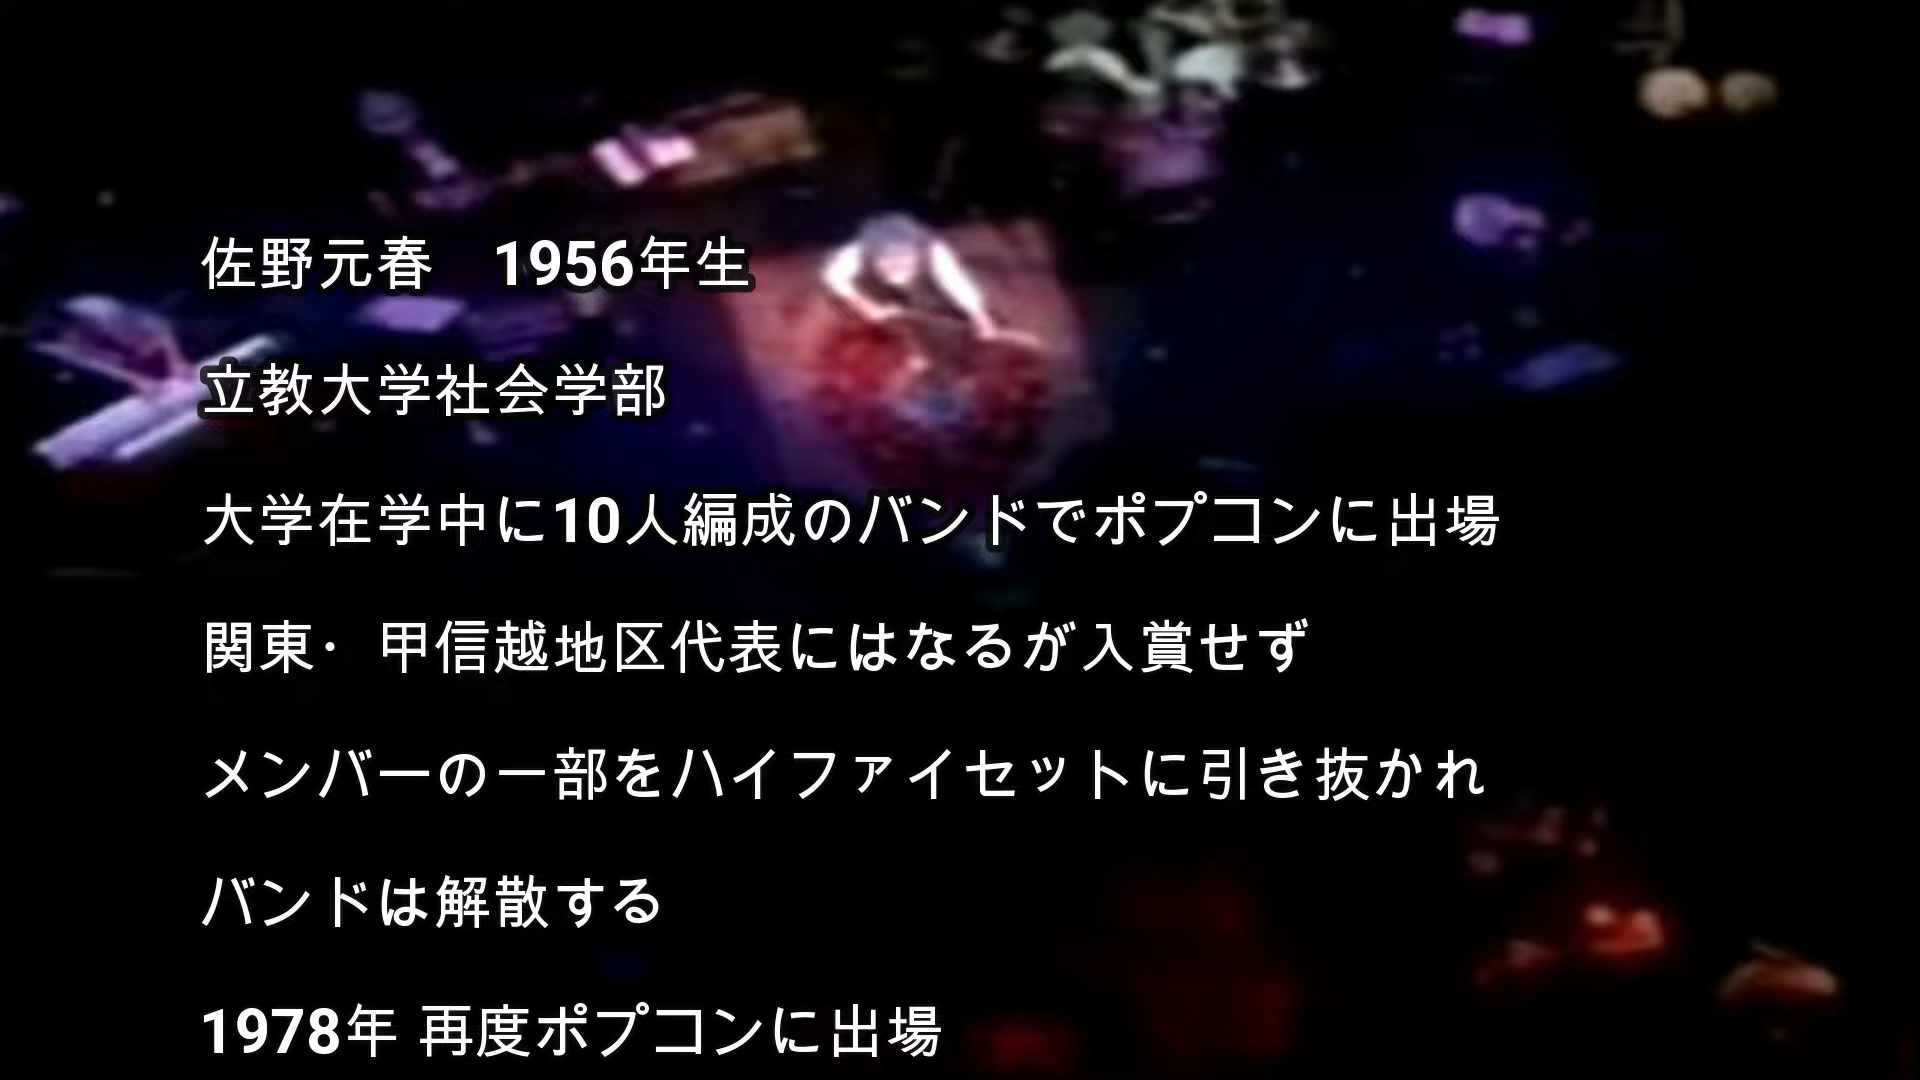 佐野元春　1956年生
立教大学社会学部
大学在学中に10人編成のバンドでポプコンに出場
関東・甲信越地区代表にはなるが入賞せず
メンバーの一部をハイファイセットに引き抜かれ
バンドは解散する
1978年 再度ポプコンに出場